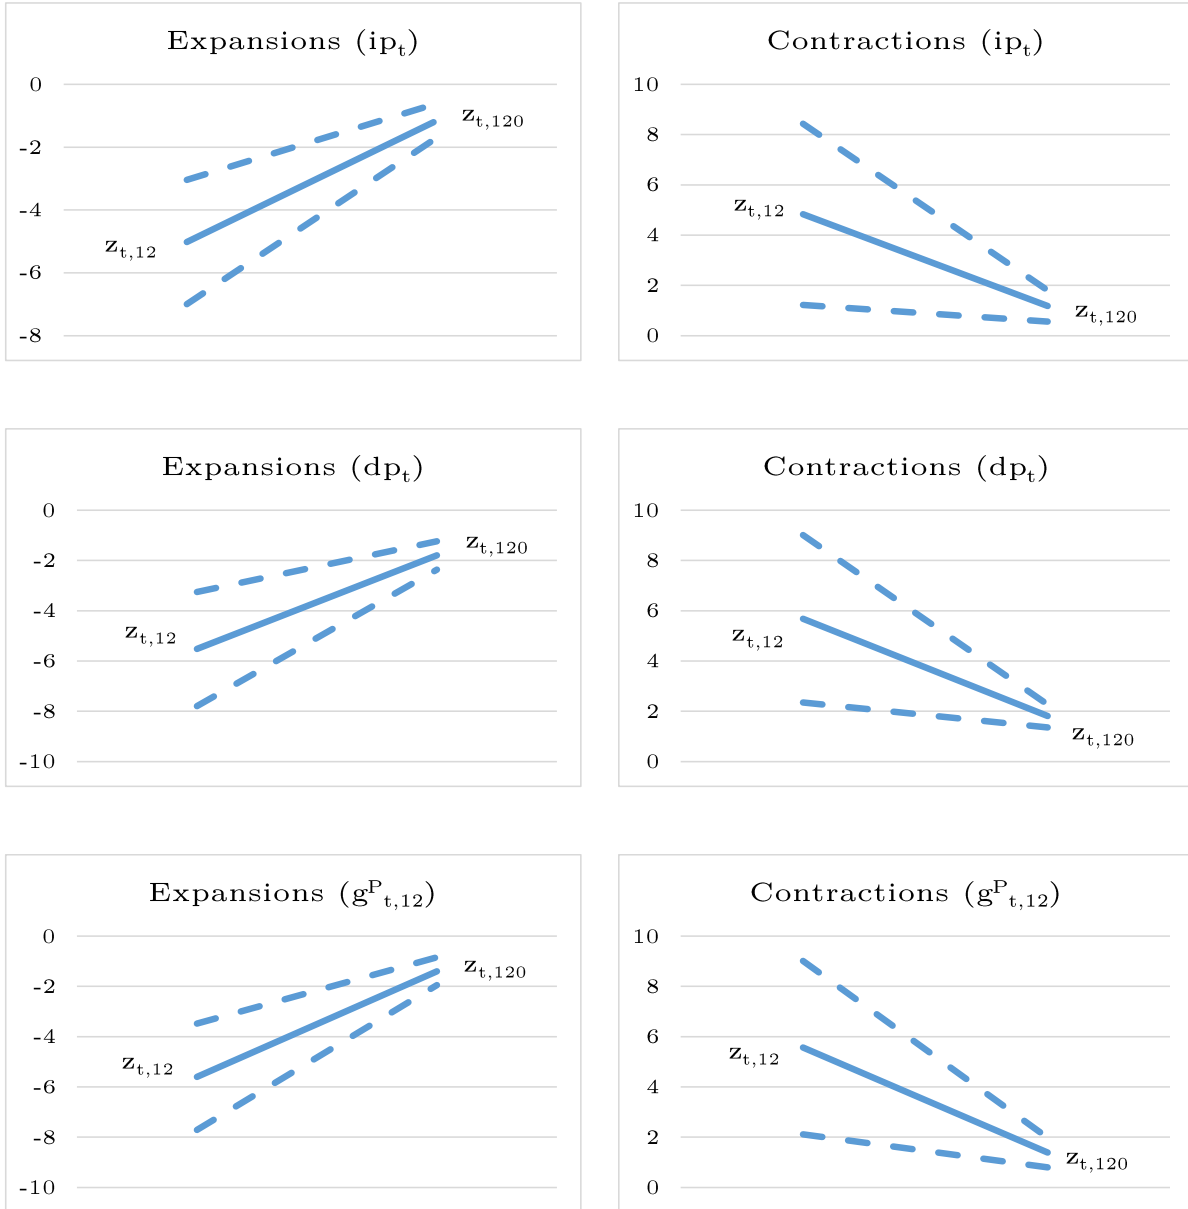 Expansions (ip_t)
0
-2
-4
-6
-8
z_t,12
z_t,120
Contractions (ip_t)
10
8
6
4
2
0
z_t,12
z_t,120
Expansions (dp_t)
0
-2
-4
-6
-8
-10
z_t,12
z_t,120
Contractions (dp_t)
10
8
6
4
2
0
z_t,12
z_t,120
Expansions (g^P_t,12)
0
-2
-4
-6
-8
-10
z_t,12
z_t,120
Contractions (g^P_t,12)
10
8
6
4
2
0
z_t,12
z_t,120